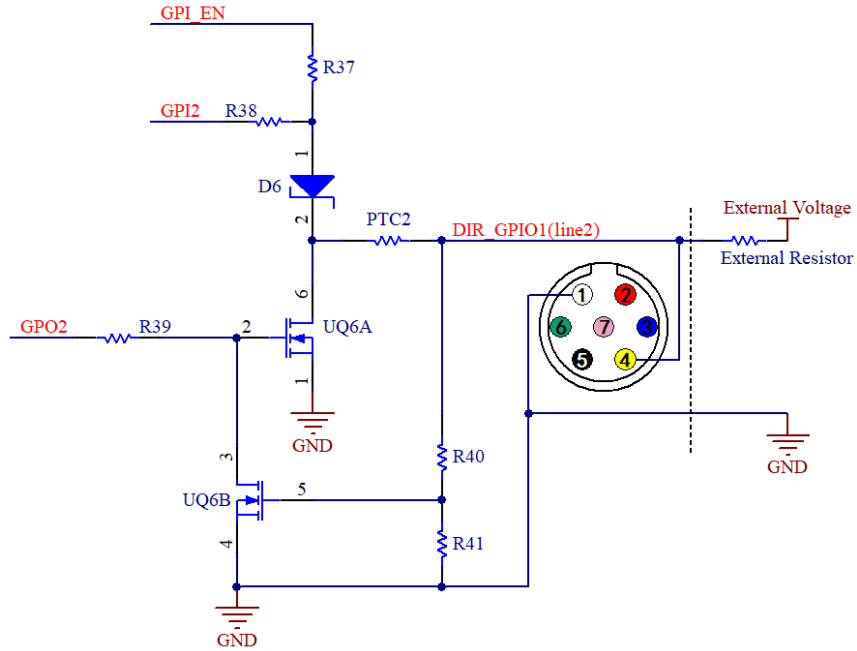 GPI_EN
R37
GPI2
R38
1
D6
2
PTC2
DIR_GPIO1(line2)
External Voltage
External Resistor
6
UQ6A
GPO2
R39
2
1
GND
1
2
6
7
3
5
4
GND
R40
3
UQ6B
5
4
R41
GND